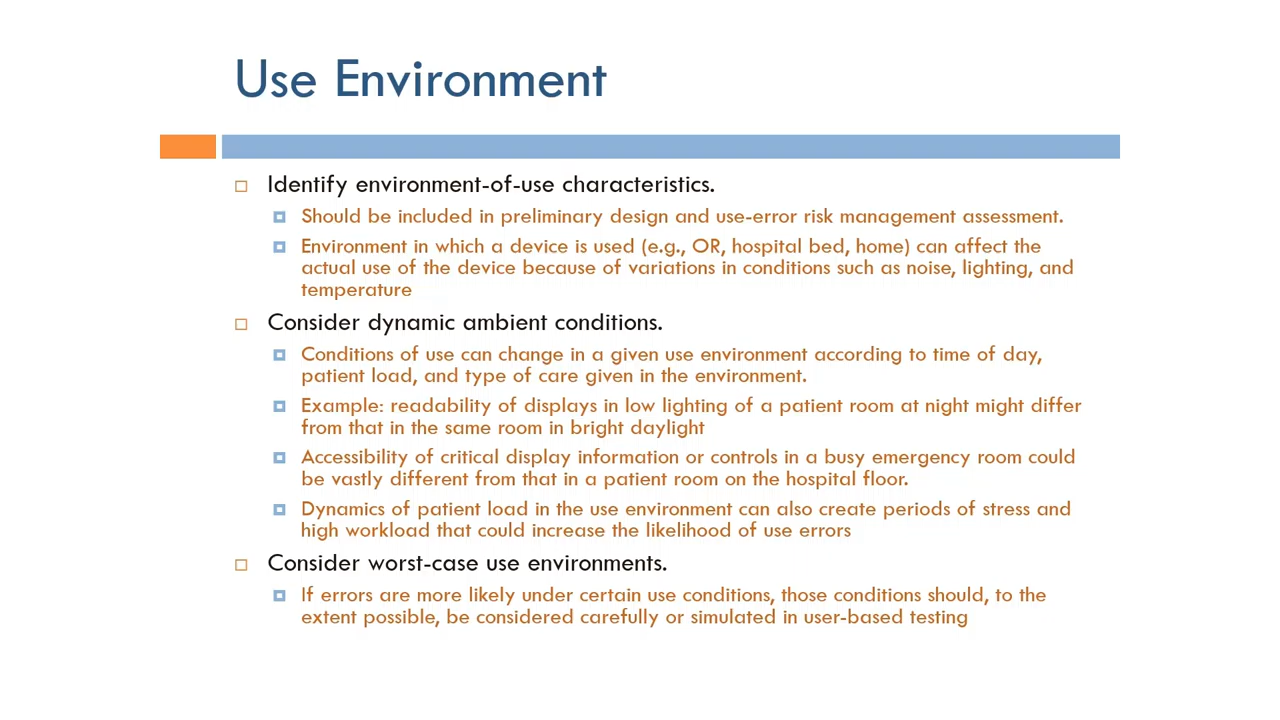 Use Environment
Identify environment-of-use characteristics.
Should be included in preliminary design and use-error risk management assessment.
Environment in which a device is used (e.g., OR, hospital bed, home) can affect the
actual use of the device because of variations in conditions such as noise, lighting, and
temperature
Consider dynamic ambient conditions.
Conditions of use can change in a given use environment according to time of day,
patient load, and type of care given in the environment.
Example: readability of displays in low lighting of a patient room at night might differ
from that in the same room in bright daylight
Accessibility of critical display information or controls in a busy emergency room could
be vastly different from that in a patient room on the hospital floor.
Dynamics of patient load in the use environment can also create periods of stress and
high workload that could increase the likelihood of use errors
Consider worst-case use environments.
If errors are more likely under certain use conditions, those conditions should, to the
extent possible, be considered carefully or simulated in user-based testing